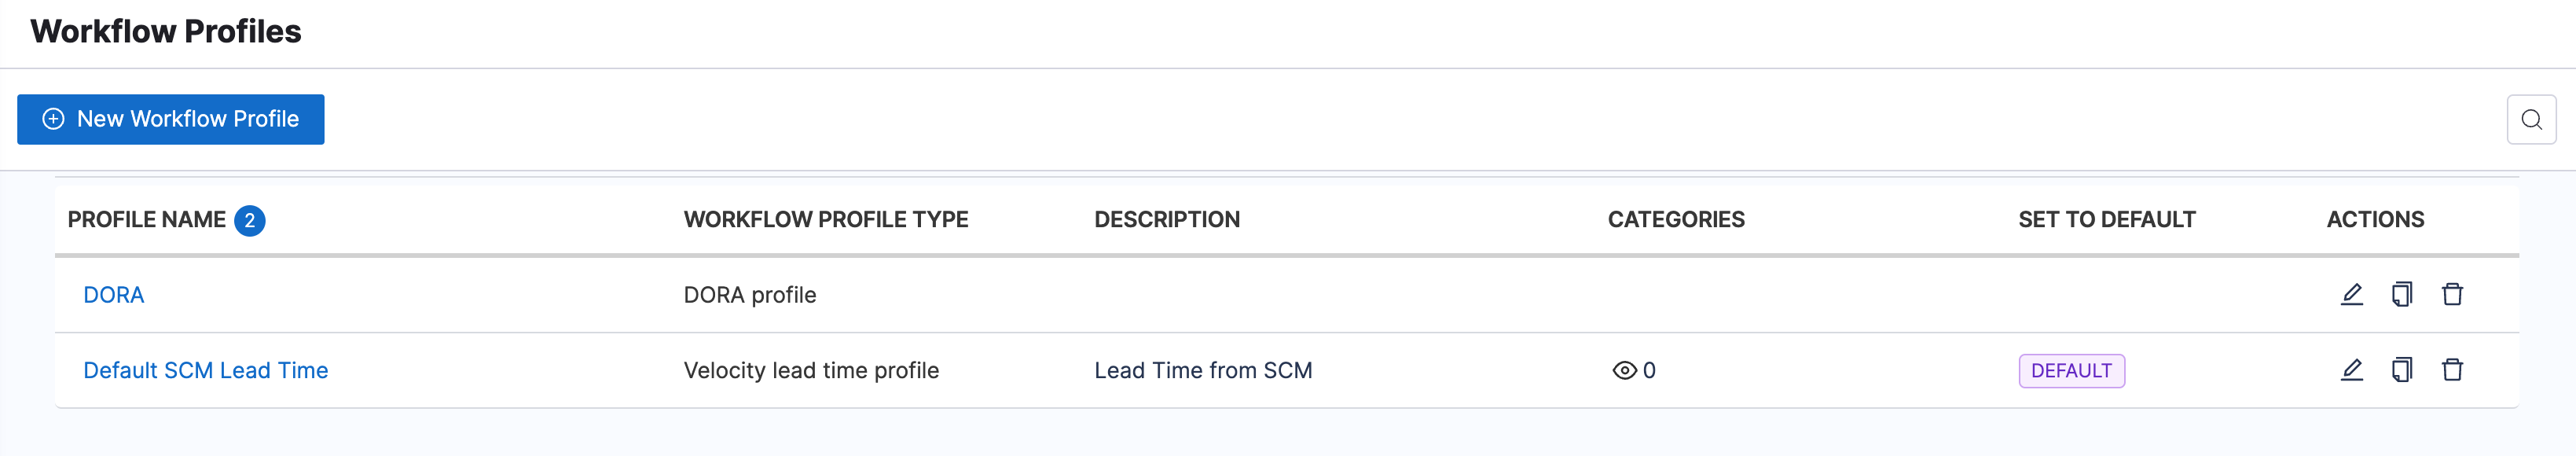 Workflow Profiles
New Workflow Profile
PROFILE NAME 2 WORKFLOW PROFILE TYPE DESCRIPTION CATEGORIES SET TO DEFAULT ACTIONS
DORA DORA profile
Default SCM Lead Time Velocity lead time profile Lead Time from SCM 0 DEFAULT